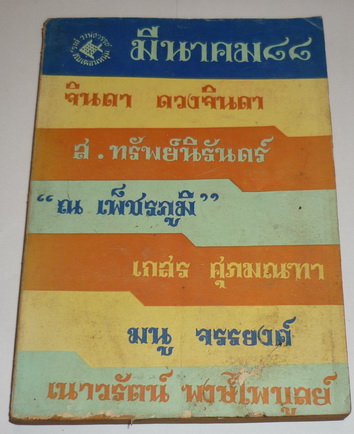 มีนาคม๘๘
จินดา ดวงจินดา
ส.ทรัพย์นิรันดร์
“ณ เพ็ชรภูมิ”
เกสร ศุภมณฑา
มนู จรรยงค์
เนาวรัตน์ พงษ์ไพบูลย์